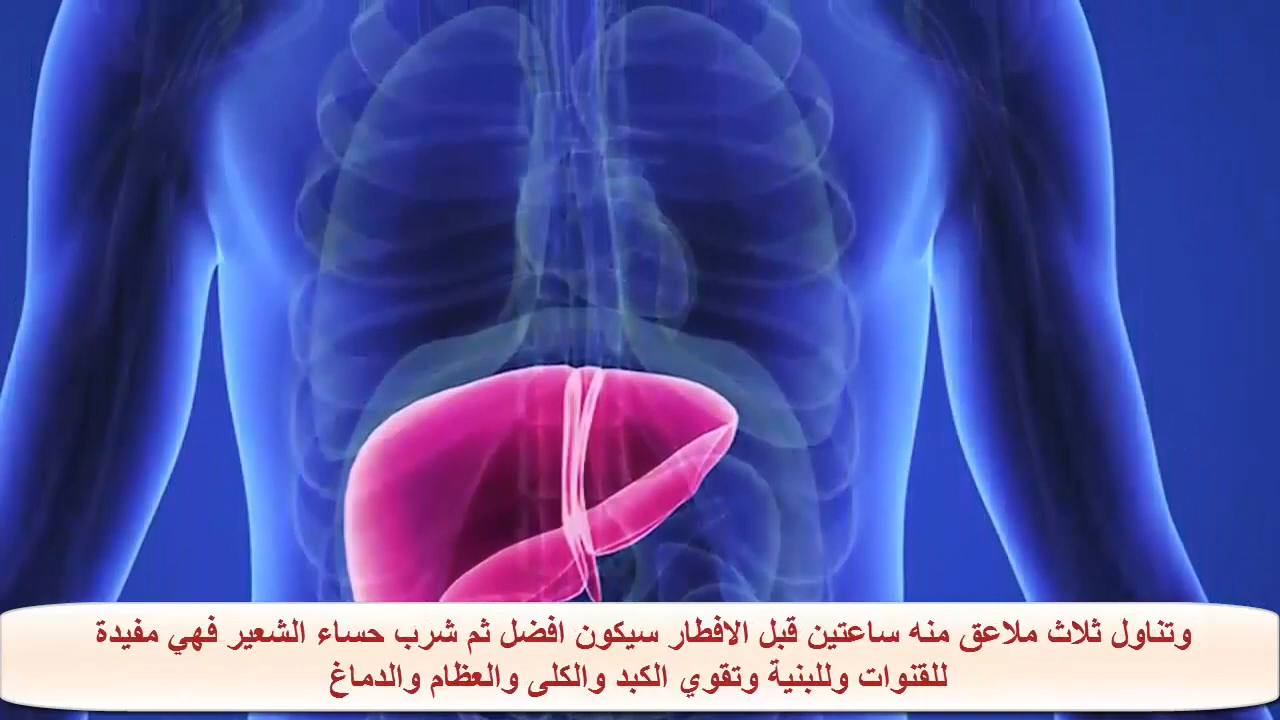 وتناول ثلاث ملاعق منه ساعتين قبل الافطار سيكون افضل ثم شرب حساء الشعير فهي مفيدة
للقنوات وللبنية وتقوي الكبد والكلى والعظام والدماغ